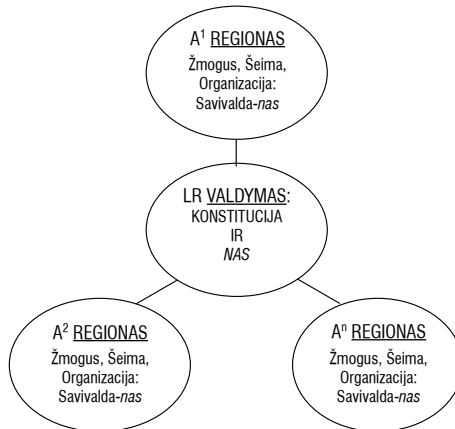 A¹ REGIONAS
Žmogus, Šeima,
Organizacija:
Savivalda-nas
LR VALDYMAS:
KONSTITUCIJA
IR
NAS
A² REGIONAS
Žmogus, Šeima,
Organizacija:
Savivalda-nas
Aⁿ REGIONAS
Žmogus, Šeima,
Organizacija:
Savivalda-nas